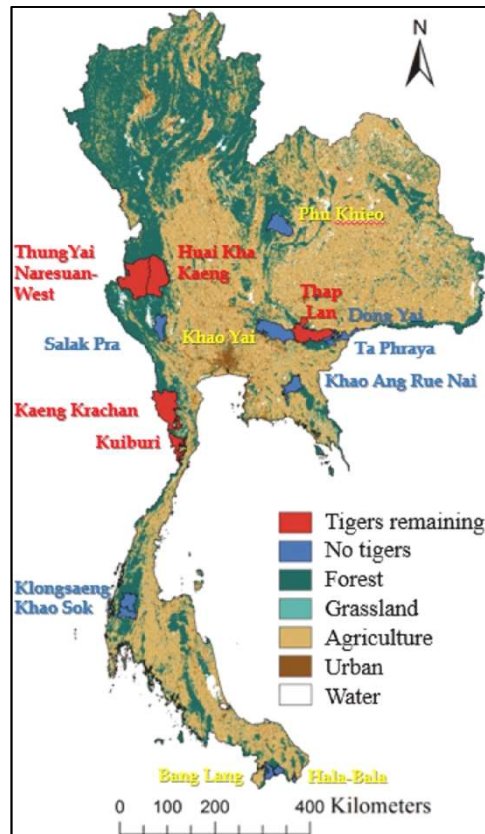 N
Phu Khieo
ThungYai
Naresuan-
West
Huai Kha
Kaeng
Thap
Lan
Dong Yai
Salak Pra
Khao Yai
Ta Phraya
Khao Ang Rue Nai
Kaeng Krachan
Kuiburi
Tigers remaining
No tigers
Forest
Grassland
Agriculture
Urban
Water
Klongsaeng
Khao Sok
Bang Lang
Hala-Bala
0 100 200 400 Kilometers